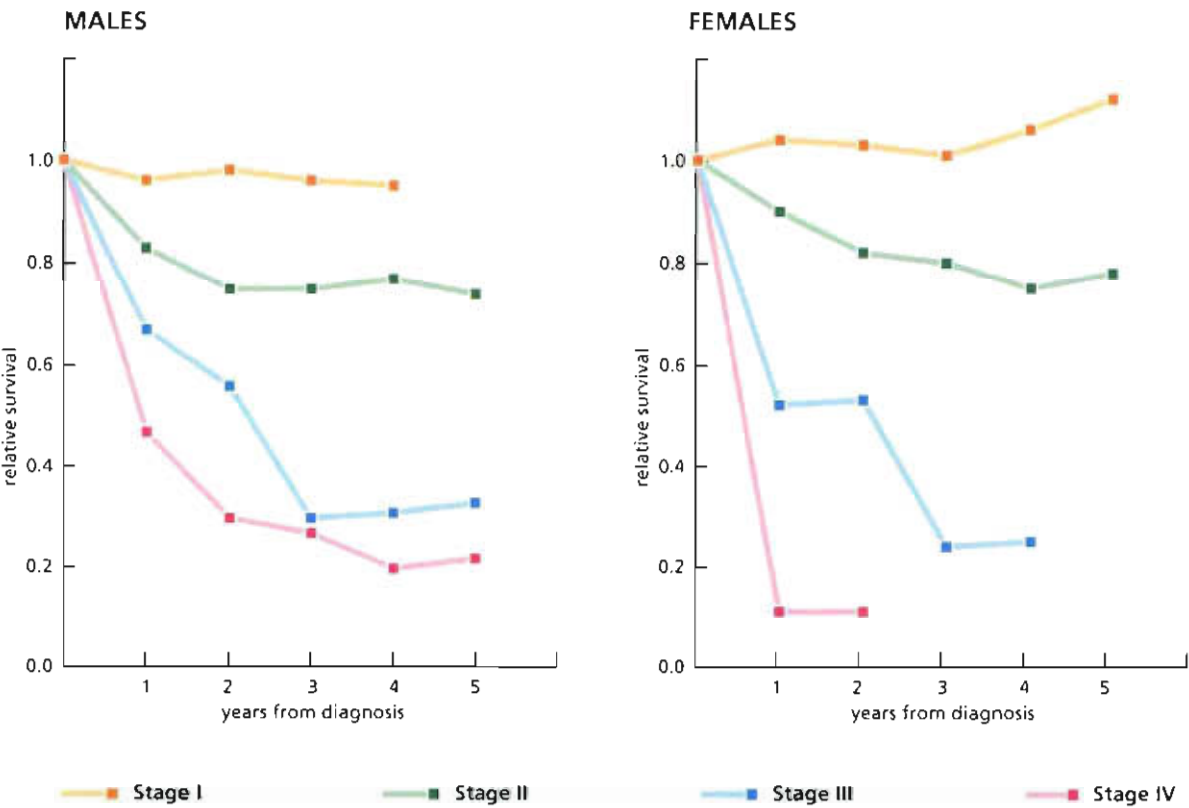 MALES
FEMALES
1.0
0.8
0.6
0.4
0.2
0.0
relative survival
1 2 3 4 5
years from diagnosis
1.0
0.8
0.6
0.4
0.2
0.0
relative survival
1 2 3 4 5
years from diagnosis
Stage I Stage II Stage III Stage IV